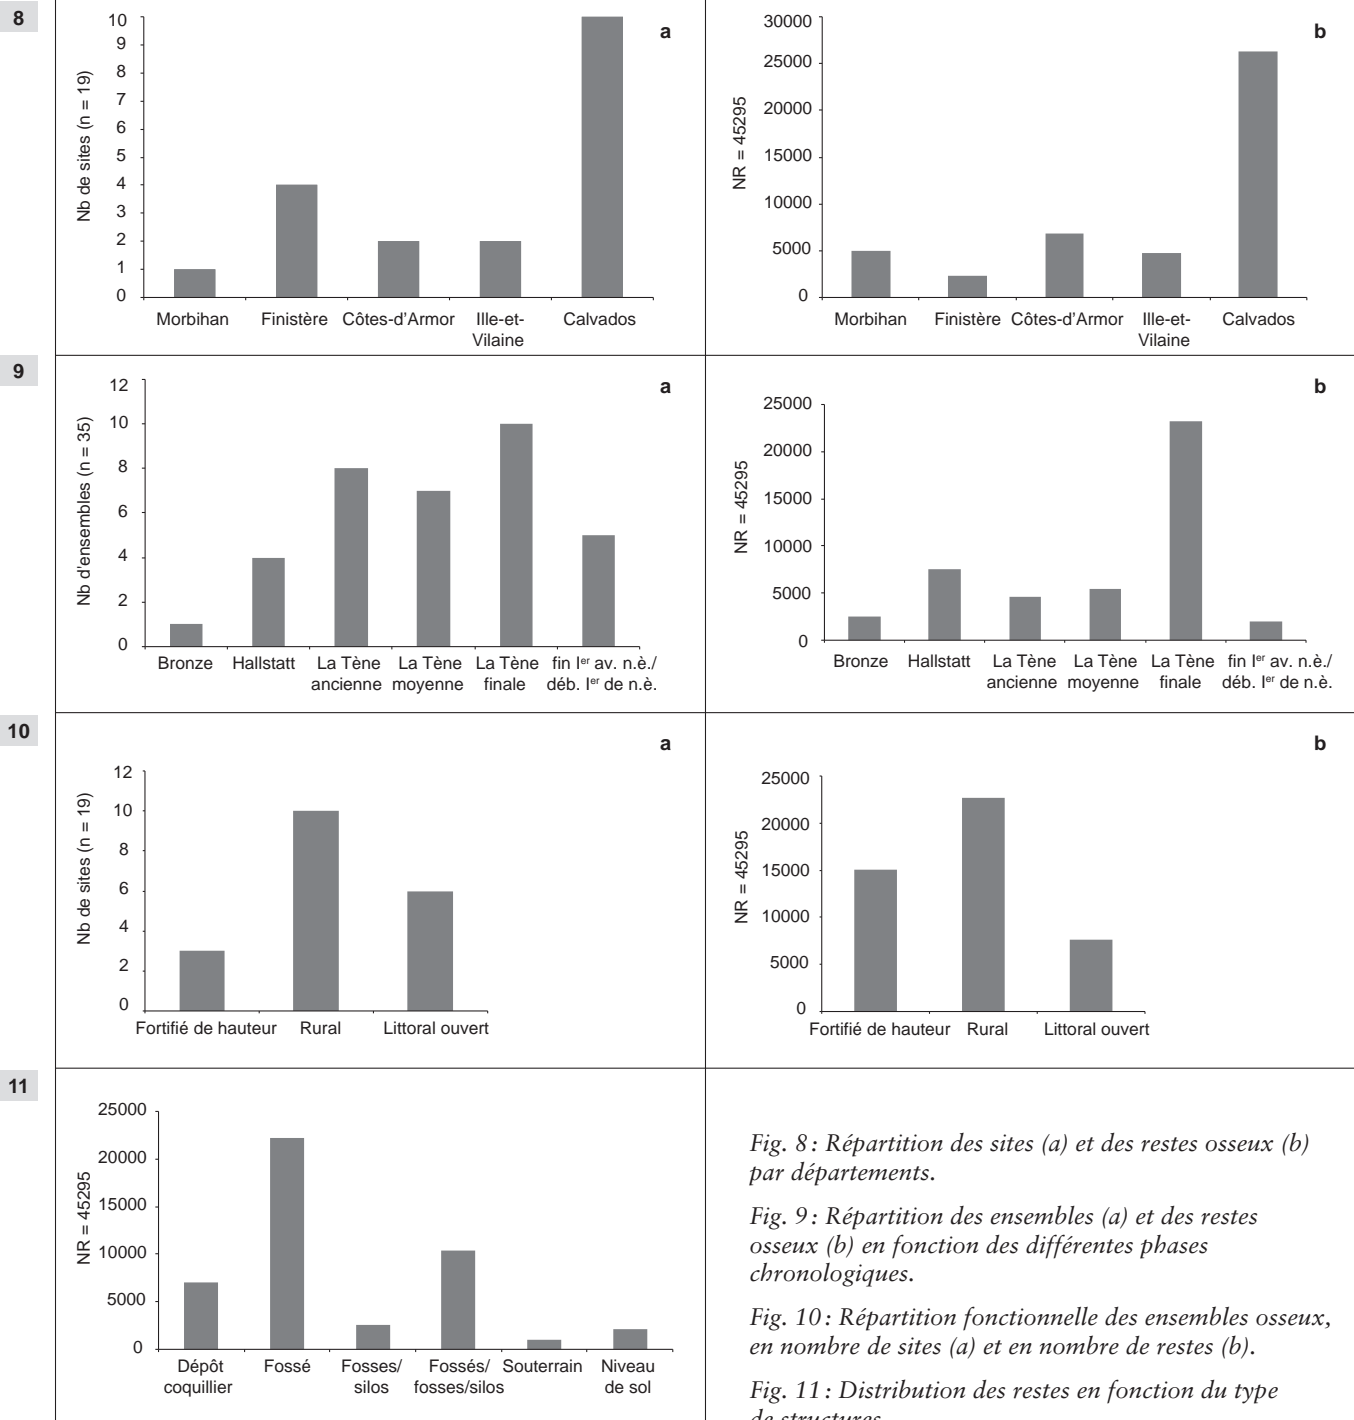 8
a
Nb de sites (n = 19)
10
9
8
7
6
5
4
3
2
1
0
Morbihan Finistère Côtes-d'Armor Ille-et-
Vilaine
Calvados
b
NR = 45295
30000
25000
20000
15000
10000
5000
0
Morbihan Finistère Côtes-d'Armor Ille-et-
Vilaine
Calvados
9
a
Nb d'ensembles (n = 35)
12
10
8
6
4
2
0
Bronze Hallstatt La Tène La Tène La Tène fin Ier av. n.è./
ancienne moyenne finale déb. Ier de n.è.
b
NR = 45295
25000
20000
15000
10000
5000
0
Bronze Hallstatt La Tène La Tène La Tène fin Ier av. n.è./
ancienne moyenne finale déb. Ier de n.è.
10
a
Nb de sites (n = 19)
12
10
8
6
4
2
0
Fortifié de hauteur Rural Littoral ouvert
b
NR = 45295
25000
20000
15000
10000
5000
0
Fortifié de hauteur Rural Littoral ouvert
11
NR = 45295
25000
20000
15000
10000
5000
0
Dépôt Fossé Fosses/ Fossés/ Souterrain Niveau
coquillier silos fosses/silos de sol
Fig. 8 : Répartition des sites (a) et des restes osseux (b)
par départements.
Fig. 9 : Répartition des ensembles (a) et des restes
osseux (b) en fonction des différentes phases
chronologiques.
Fig. 10 : Répartition fonctionnelle des ensembles osseux,
en nombre de sites (a) et en nombre de restes (b).
Fig. 11 : Distribution des restes en fonction du type
de structures